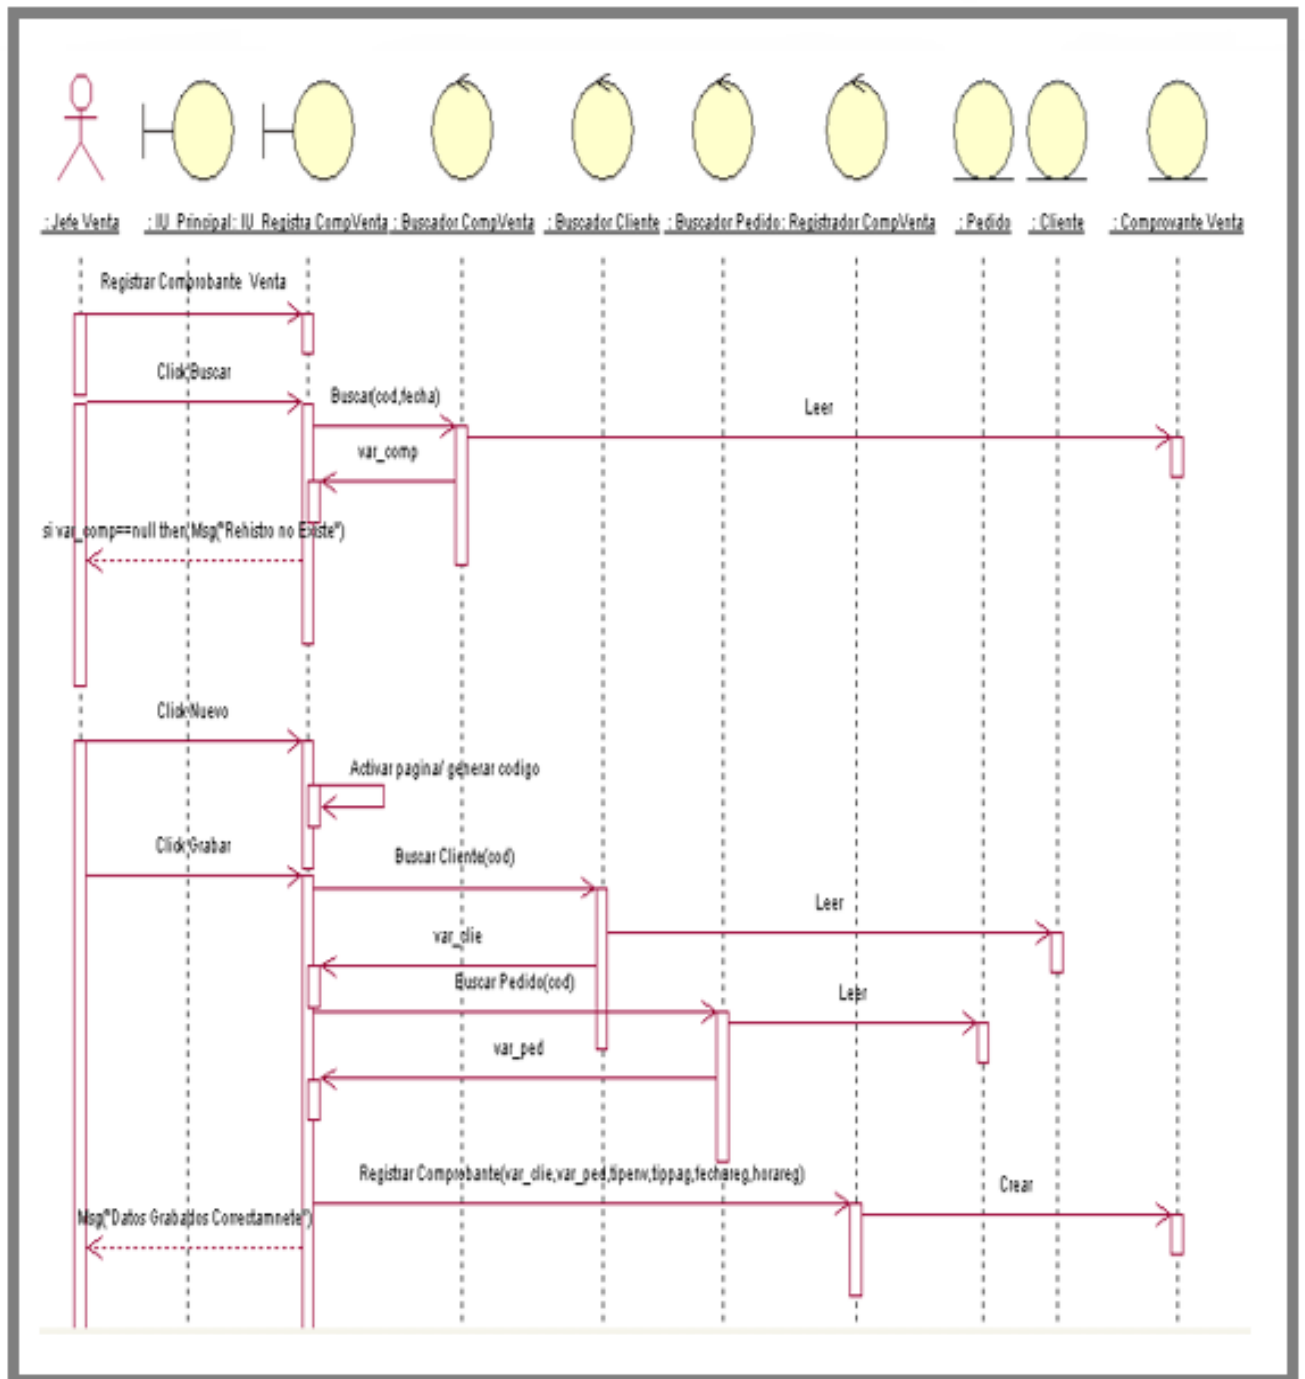 : Jefe Venta
: IU_Principal
: IU_Registra CompVenta
: Buscador CompVenta
: Buscador Cliente
: Buscador Pedido
: Registrador CompVenta
: Pedido
: Cliente
: Comprovante Venta
Registrar Comprobante Venta
Click Buscar
Buscar(cod,fecha)
Leer
var_comp
si var_comp==null then(Msg("Rehistro no Existe")
Click Nuevo
Activar pagina/ generar codigo
Click Grabar
Buscar Cliente(cod)
Leer
var_clie
Buscar Pedido(cod)
Leer
var_ped
Registrar Comprobante(var_clie,var_ped,tipenv,tippag,fechareg,horareg)
Crear
Msg("Datos Grabados Correctamnete")